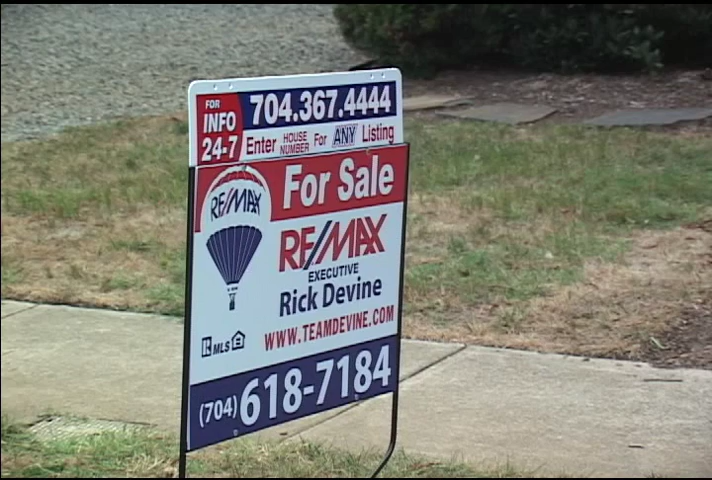 FOR INFO 24-7
704.367.4444
Enter HOUSE NUMBER For ANY Listing
For Sale
RE/MAX
RE/MAX
EXECUTIVE
Rick Devine
WWW.TEAMDEVINE.COM
R MLS
(704) 618-7184